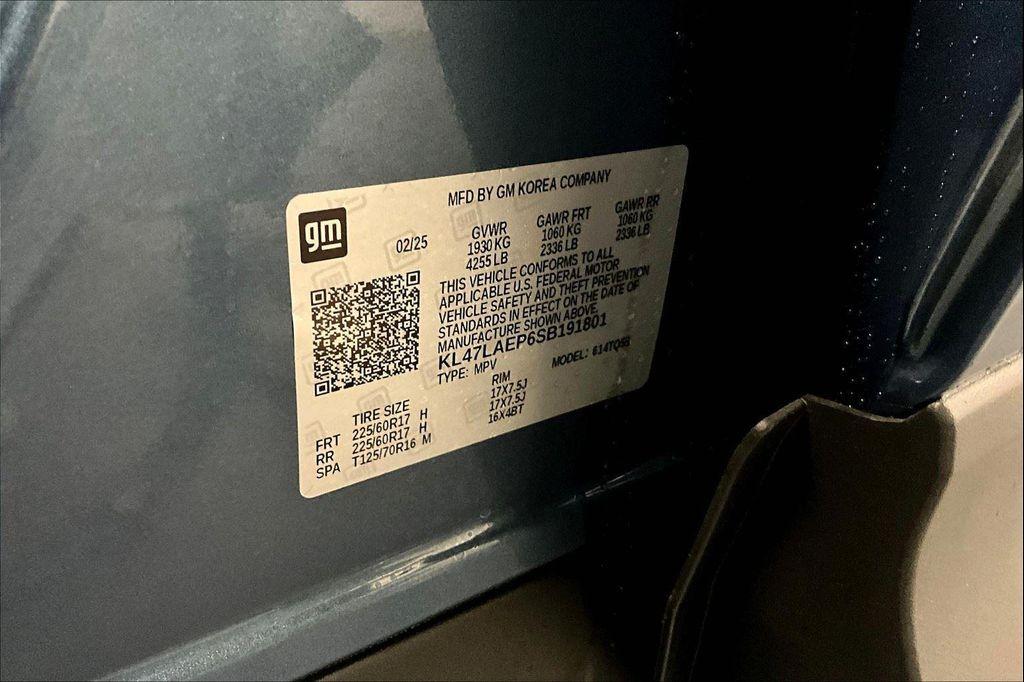 MFD BY GM KOREA COMPANY
gm
02/25
GVWR GAWR FRT GAWR RR
1930 KG 1060 KG 1060 KG
4255 LB 2336 LB 2336 LB
THIS VEHICLE CONFORMS TO ALL
APPLICABLE U.S. FEDERAL MOTOR
VEHICLE SAFETY AND THEFT PREVENTION
STANDARDS IN EFFECT ON THE DATE OF
MANUFACTURE SHOWN ABOVE.
KL47LAEP6SB191801
TYPE: MPV MODEL:
TIRE SIZE RIM
FRT 225/60R17 H 17X7.5J
RR 225/60R17 H 17X7.5J
SPA T125/70R16 M 16X4BT